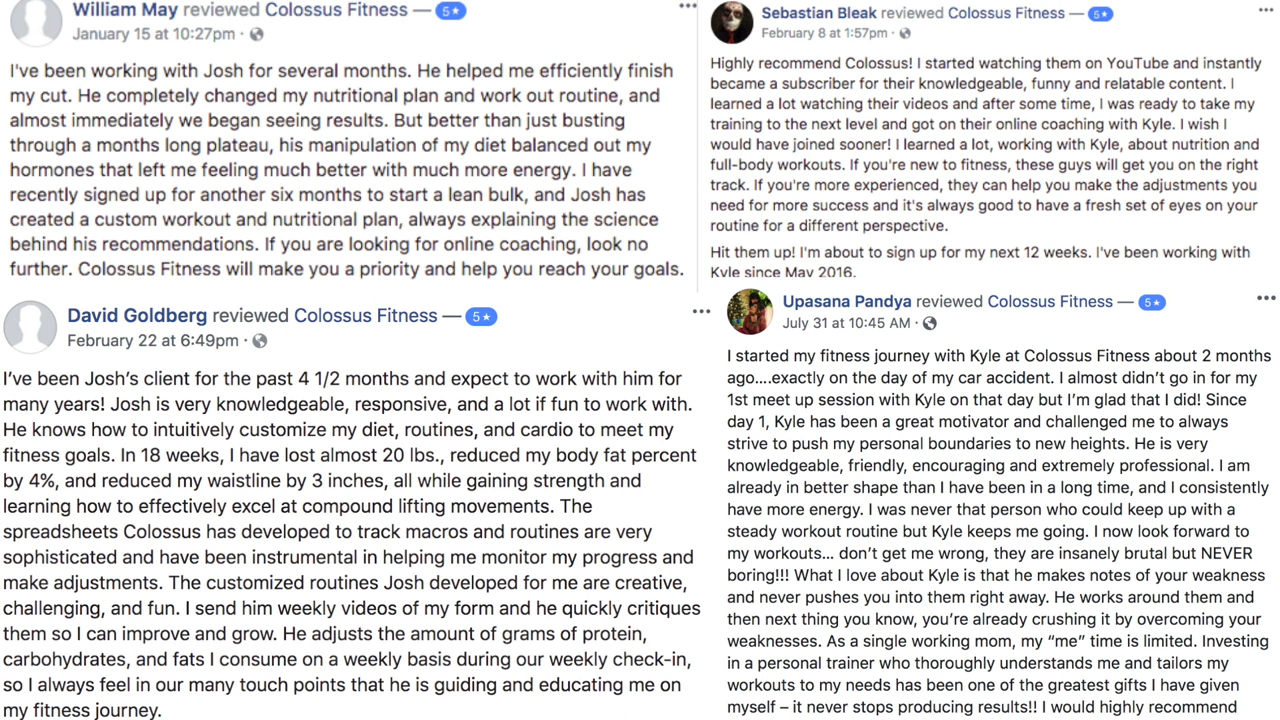 William May reviewed Colossus Fitness — 5★
January 15 at 10:27pm ·
I've been working with Josh for several months. He helped me efficiently finish
my cut. He completely changed my nutritional plan and work out routine, and
almost immediately we began seeing results. But better than just busting
through a months long plateau, his manipulation of my diet balanced out my
hormones that left me feeling much better with much more energy. I have
recently signed up for another six months to start a lean bulk, and Josh has
created a custom workout and nutritional plan, always explaining the science
behind his recommendations. If you are looking for online coaching, look no
further. Colossus Fitness will make you a priority and help you reach your goals.
Sebastian Bleak reviewed Colossus Fitness — 5★
February 8 at 1:57pm ·
Highly recommend Colossus! I started watching them on YouTube and instantly
became a subscriber for their knowledgeable, funny and relatable content. I
learned a lot watching their videos and after some time, I was ready to take my
training to the next level and got on their online coaching with Kyle. I wish I
would have joined sooner! I learned a lot, working with Kyle, about nutrition and
full-body workouts. If you're new to fitness, these guys will get you on the right
track. If you're more experienced, they can help you make the adjustments you
need for more success and it's always good to have a fresh set of eyes on your
routine for a different perspective.
Hit them up! I'm about to sign up for my next 12 weeks. I've been working with
Kyle since May 2016.
David Goldberg reviewed Colossus Fitness — 5★
February 22 at 6:49pm ·
I've been Josh's client for the past 4 1/2 months and expect to work with him for
many years! Josh is very knowledgeable, responsive, and a lot if fun to work with.
He knows how to intuitively customize my diet, routines, and cardio to meet my
fitness goals. In 18 weeks, I have lost almost 20 lbs., reduced my body fat percent
by 4%, and reduced my waistline by 3 inches, all while gaining strength and
learning how to effectively excel at compound lifting movements. The
spreadsheets Colossus has developed to track macros and routines are very
sophisticated and have been instrumental in helping me monitor my progress and
make adjustments. The customized routines Josh developed for me are creative,
challenging, and fun. I send him weekly videos of my form and he quickly critiques
them so I can improve and grow. He adjusts the amount of grams of protein,
carbohydrates, and fats I consume on a weekly basis during our weekly check-in,
so I always feel in our many touch points that he is guiding and educating me on
my fitness journey.
Upasana Pandya reviewed Colossus Fitness — 5★
July 31 at 10:45 AM ·
I started my fitness journey with Kyle at Colossus Fitness about 2 months
ago....exactly on the day of my car accident. I almost didn't go in for my
1st meet up session with Kyle on that day but I'm glad that I did! Since
day 1, Kyle has been a great motivator and challenged me to always
strive to push my personal boundaries to new heights. He is very
knowledgeable, friendly, encouraging and extremely professional. I am
already in better shape than I have been in a long time, and I consistently
have more energy. I was never that person who could keep up with a
steady workout routine but Kyle keeps me going. I now look forward to
my workouts... don't get me wrong, they are insanely brutal but NEVER
boring!!! What I love about Kyle is that he makes notes of your weakness
and never pushes you into them right away. He works around them and
then next thing you know, you're already crushing it by overcoming your
weaknesses. As a single working mom, my "me" time is limited. Investing
in a personal trainer who thoroughly understands me and tailors my
workouts to my needs has been one of the greatest gifts I have given
myself – it never stops producing results!! I would highly recommend